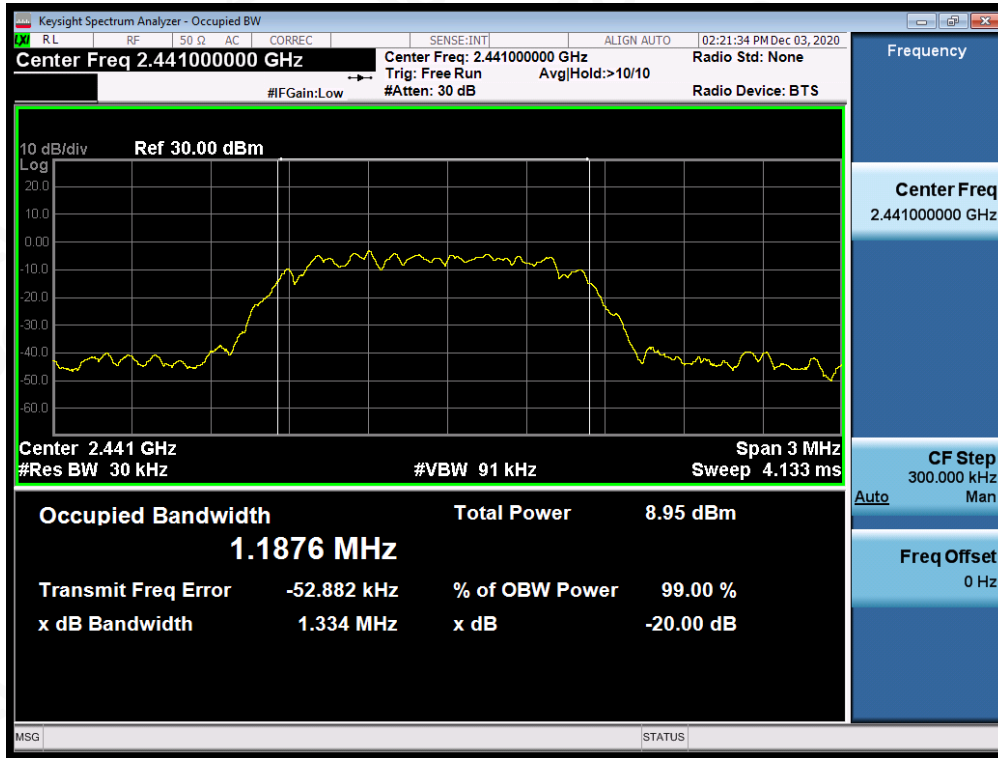 Keysight Spectrum Analyzer - Occupied BW
LXI RL RF 50 Ω AC CORREC SENSE:INT ALIGN AUTO 02:21:34 PM Dec 03, 2020
Center Freq 2.441000000 GHz
Center Freq: 2.441000000 GHz Radio Std: None
Trig: Free Run Avg|Hold:>10/10
#IFGain:Low #Atten: 30 dB Radio Device: BTS
10 dB/div Ref 30.00 dBm
Log
20.0
10.0
0.00
-10.0
-20.0
-30.0
-40.0
-50.0
-60.0
Center 2.441 GHz Span 3 MHz
#Res BW 30 kHz #VBW 91 kHz Sweep 4.133 ms
Occupied Bandwidth Total Power 8.95 dBm
1.1876 MHz
Transmit Freq Error -52.882 kHz % of OBW Power 99.00 %
x dB Bandwidth 1.334 MHz x dB -20.00 dB
MSG STATUS
Frequency
Center Freq
2.441000000 GHz
CF Step
300.000 kHz
Auto Man
Freq Offset
0 Hz